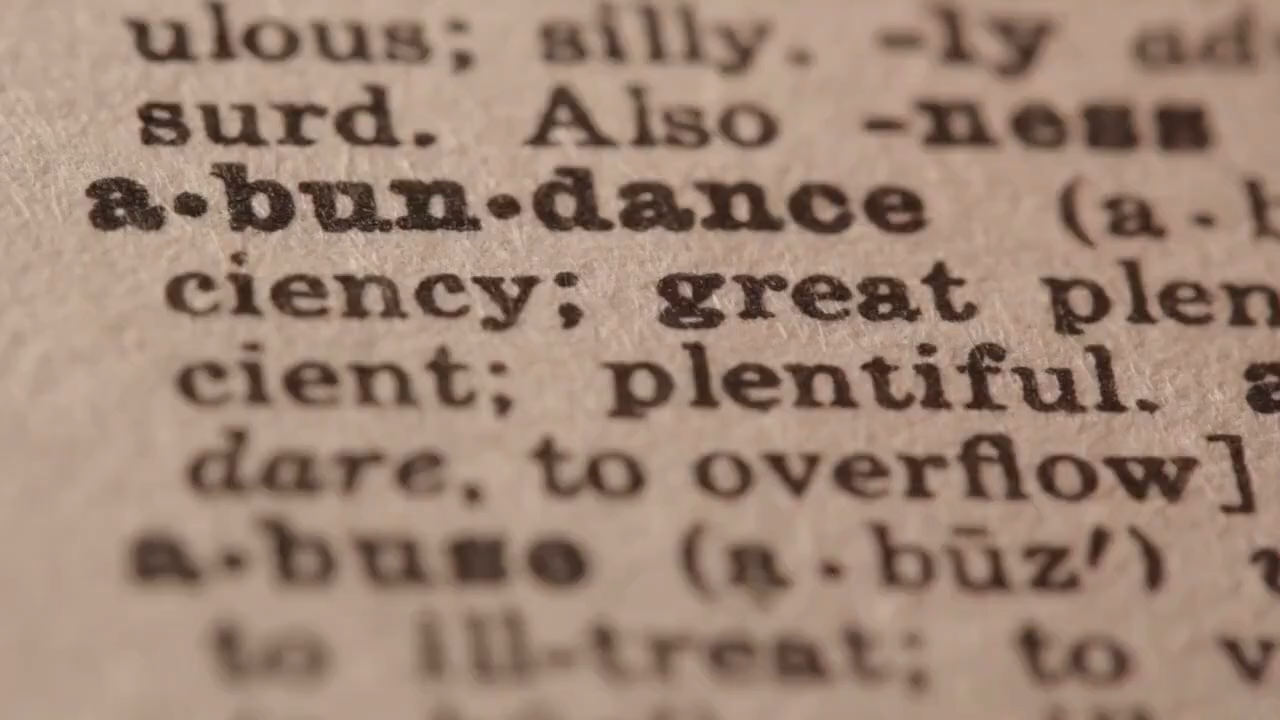 ulous; silly. -ly ad
surd. Also -ness
a·bun·dance (a·b
ciency; great plen
cient; plentiful. a
dare, to overflow]
a·buse (a·būz′) v
to ill-treat; to v